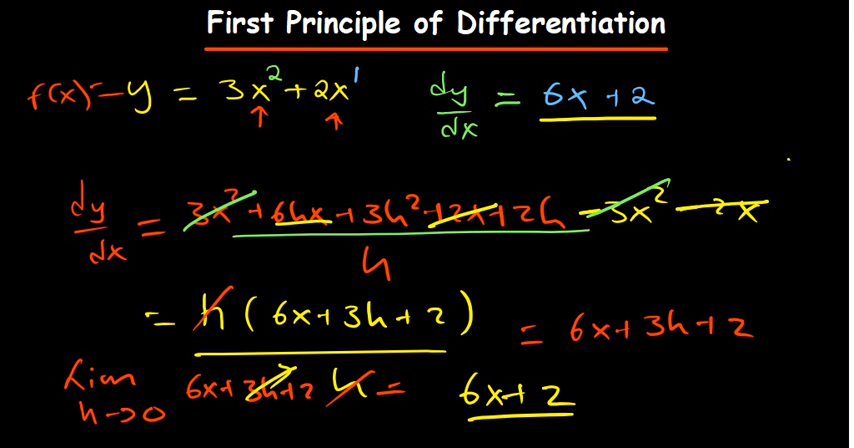 First Principle of Differentiation
f(x) = y = 3x² + 2x¹ dy/dx = 6x + 2
dy/dx = 3x² + 6hx + 3h² + 2x + 2h - 3x² - 2x / h
= h(6x + 3h + 2) / h = 6x + 3h + 2
Lim h→0 6x + 3h + 2 = 6x + 2